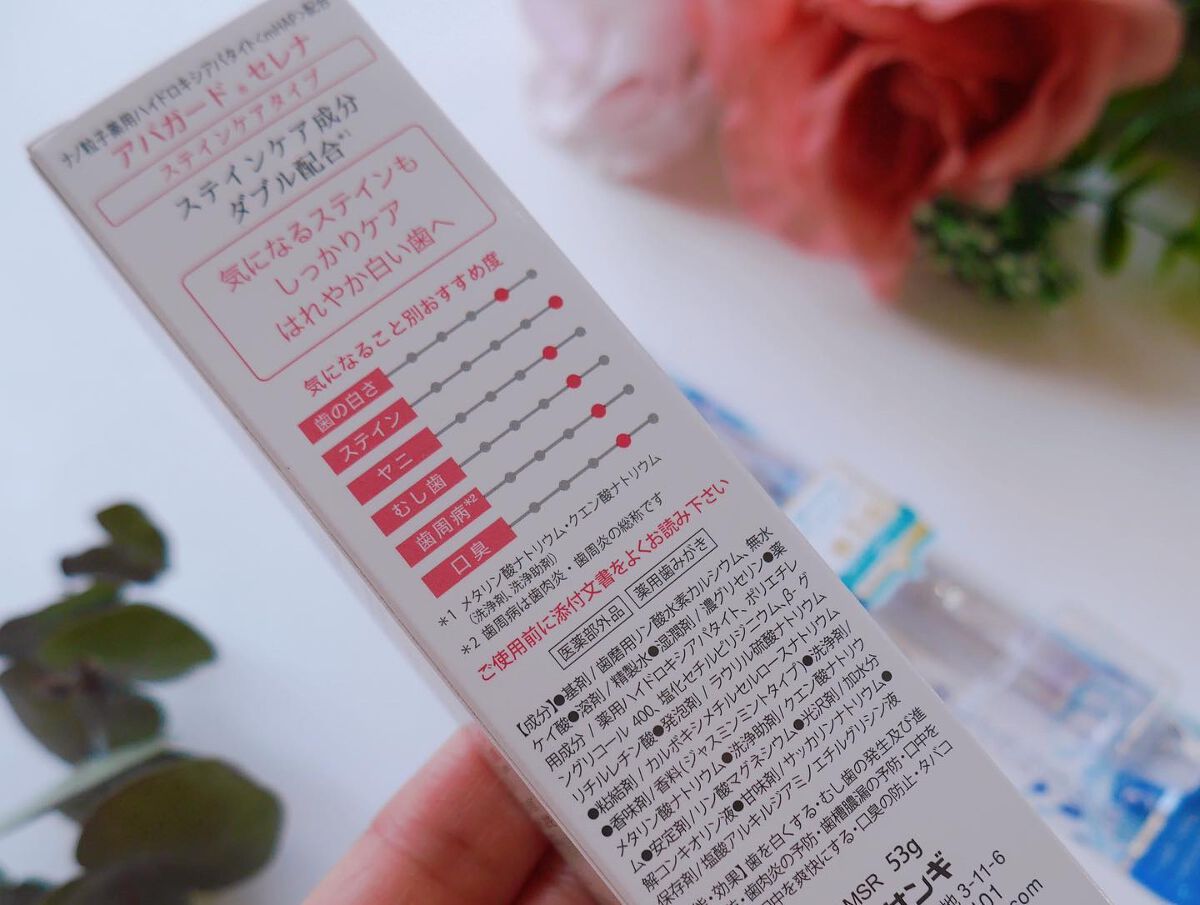 ナノ粒子薬用ハイドロキシアパタイト<mHAP>配合
アパガード®セレナ
ステインケアタイプ
ステインケア成分
ダブル配合*1
気になるステインも
しっかりケア
はれやか白い歯へ
気になること別おすすめ度
歯の白さ
ステイン
ヤニ
むし歯
歯周病*2
口臭
*1 メタリン酸ナトリウム・クエン酸ナトリウム
(洗浄剤、洗浄助剤)
*2 歯周病は歯肉炎・歯周炎の総称です
ご使用前に添付文書をよくお読み下さい
医薬部外品 薬用歯みがき
【成分】●基剤/歯磨用リン酸水素カルシウム、無水
ケイ酸●溶剤/精製水●湿潤剤/濃グリセリン●薬
用成分/薬用ハイドロキシアパタイト、ポリエチレ
ングリコール400、塩化セチルピリジニウム、β-グ
リチルレチン酸●発泡剤/ラウリル硫酸ナトリウム
●粘結剤/カルボキシメチルセルロースナトリウム
●香味剤/香料(ジャスミンミントタイプ)●洗浄剤/
メタリン酸ナトリウム●洗浄助剤/クエン酸ナトリウ
ム●安定剤/リン酸マグネシウム●光沢剤/加水分
解コンキオリン液●甘味剤/サッカリンナトリウム●
保存剤/塩酸アルキルジアミノエチルグリシン液
能・効果】歯を白くする・むし歯の発生及び進
・歯肉炎の予防・歯槽膿漏の予防・口中を
口中を爽快にする・口臭の防止・タバコ
MSR 53g
サンギ
3-11-6
101
.com